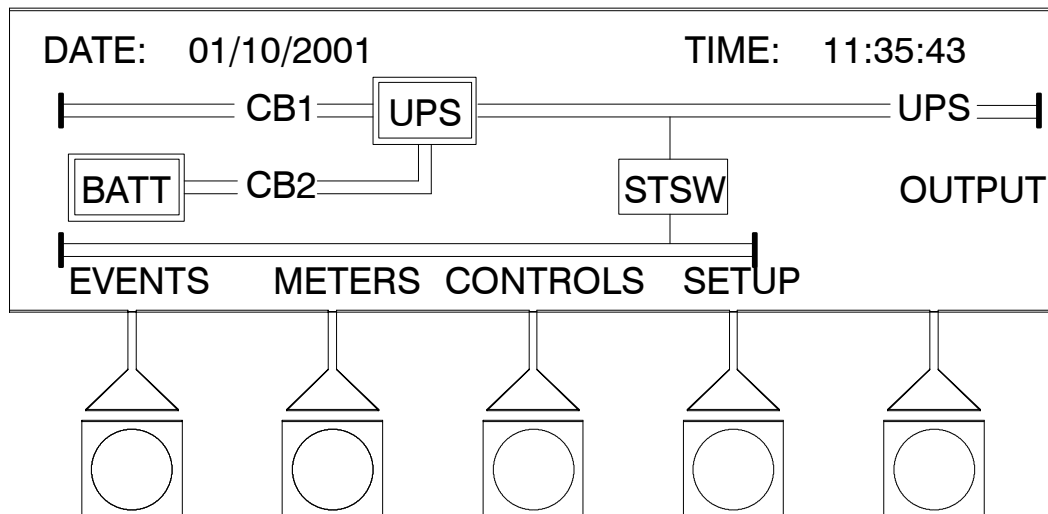 DATE: 01/10/2001 TIME: 11:35:43
CB1 UPS UPS
BATT CB2 STSW OUTPUT
EVENTS METERS CONTROLS SETUP